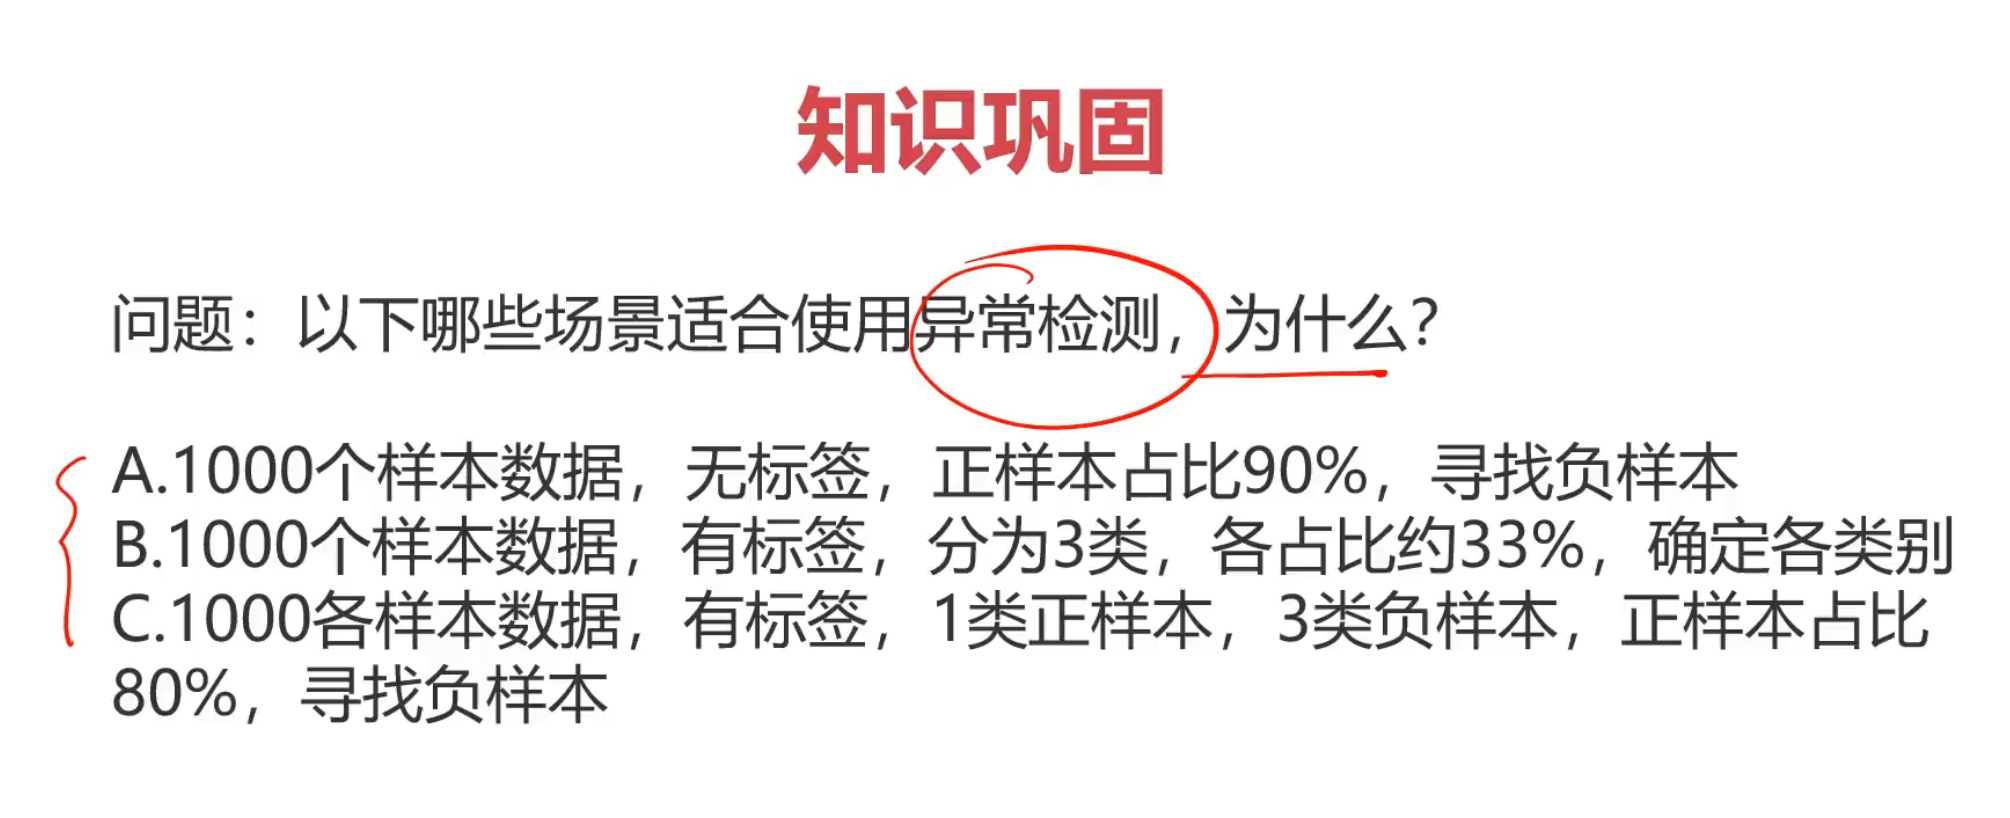 知识巩固
问题：以下哪些场景适合使用异常检测，为什么？
A.1000个样本数据，无标签，正样本占比90%，寻找负样本
B.1000个样本数据，有标签，分为3类，各占比约33%，确定各类别
C.1000各样本数据，有标签，1类正样本，3类负样本，正样本占比
80%，寻找负样本